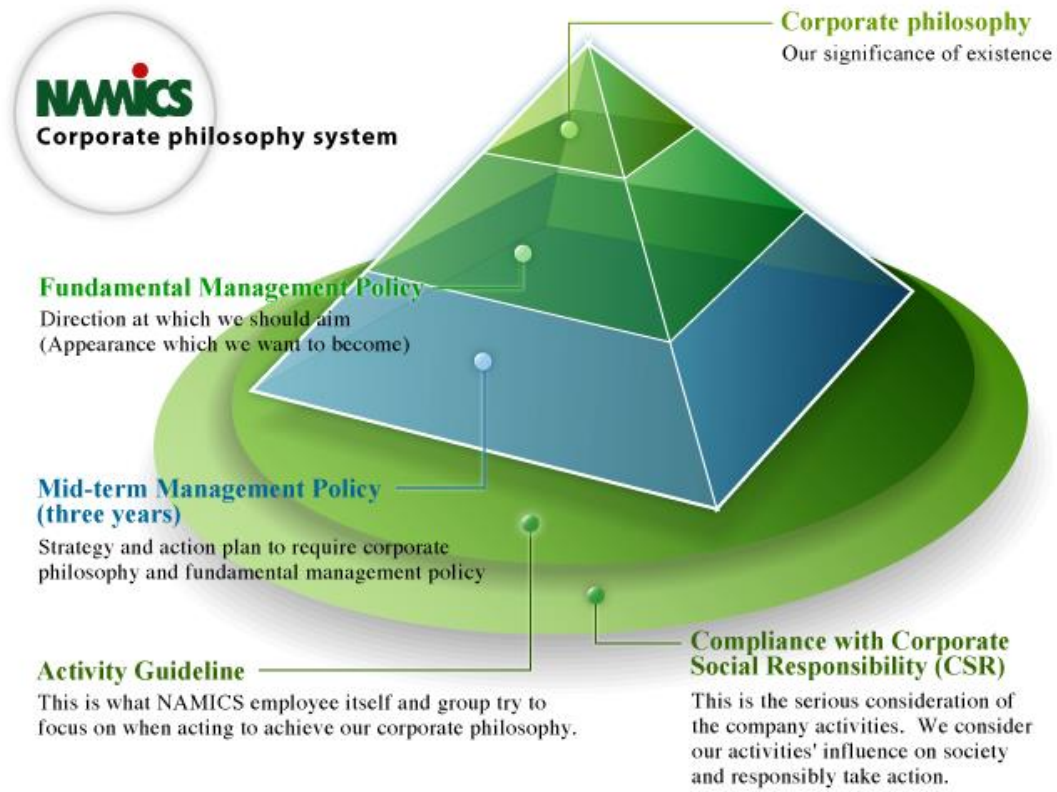 Corporate philosophy
Our significance of existence
NAMICS
Corporate philosophy system
Fundamental Management Policy
Direction at which we should aim
(Appearance which we want to become)
Mid-term Management Policy
(three years)
Strategy and action plan to require corporate
philosophy and fundamental management policy
Activity Guideline
This is what NAMICS employee itself and group try to
focus on when acting to achieve our corporate philosophy.
Compliance with Corporate
Social Responsibility (CSR)
This is the serious consideration of
the company activities.  We consider
our activities' influence on society
and responsibly take action.